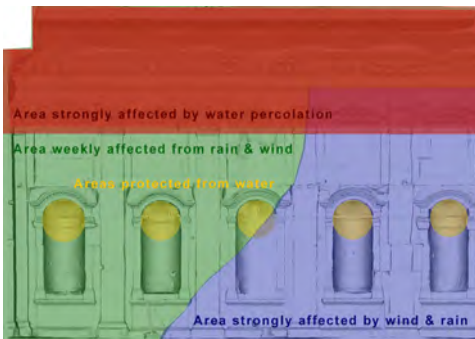 Area strongly affected by water percolation
Area weekly affected from rain & wind
Areas protected from water
Area strongly affected by wind & rain